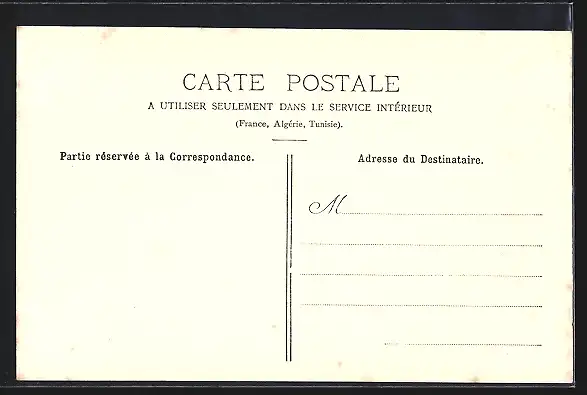 CARTE POSTALE
A UTILISER SEULEMENT DANS LE SERVICE INTÉRIEUR
(France, Algérie, Tunisie).
Partie réservée à la Correspondance.
Adresse du Destinataire.
M